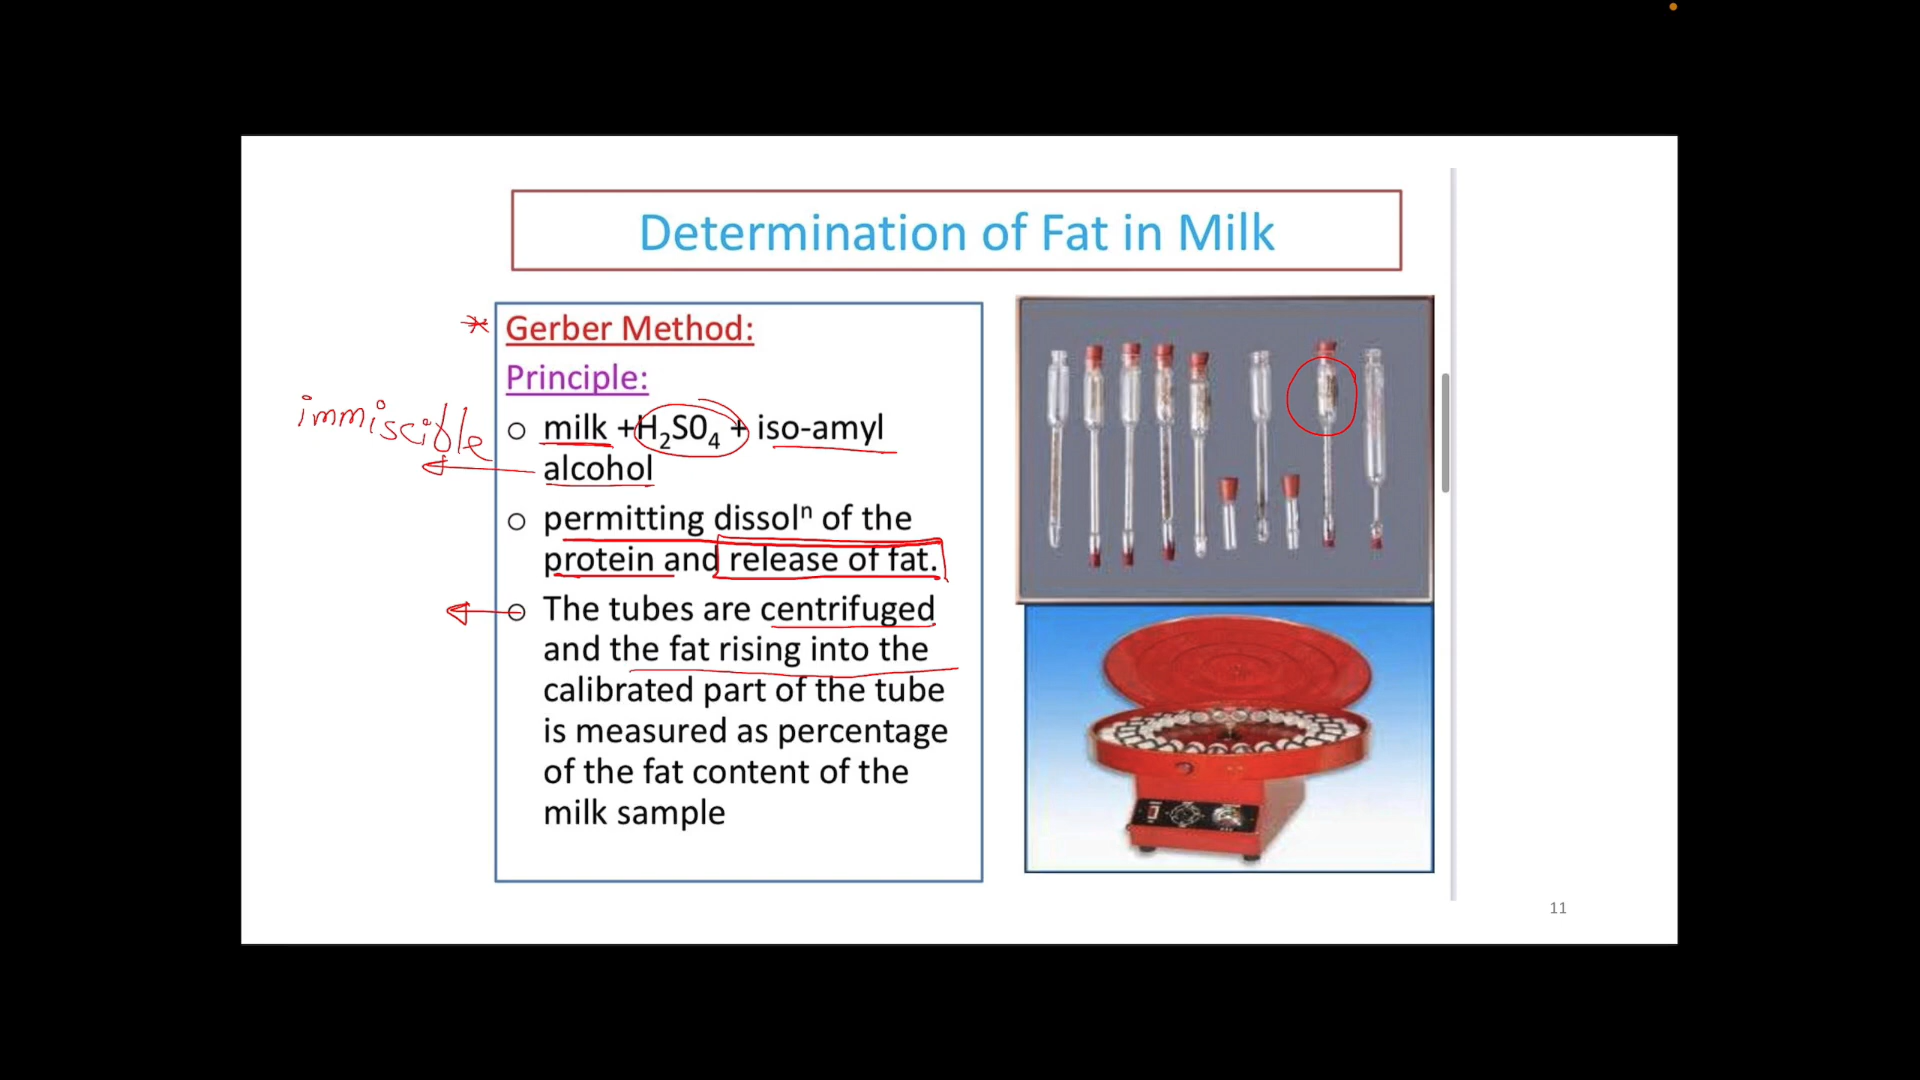 Determination of Fat in Milk
* Gerber Method:
Principle:
immiscible
o milk +H₂S0₄ + iso-amyl
alcohol
o permitting dissolⁿ of the
protein and release of fat.
o The tubes are centrifuged
and the fat rising into the
calibrated part of the tube
is measured as percentage
of the fat content of the
milk sample
11